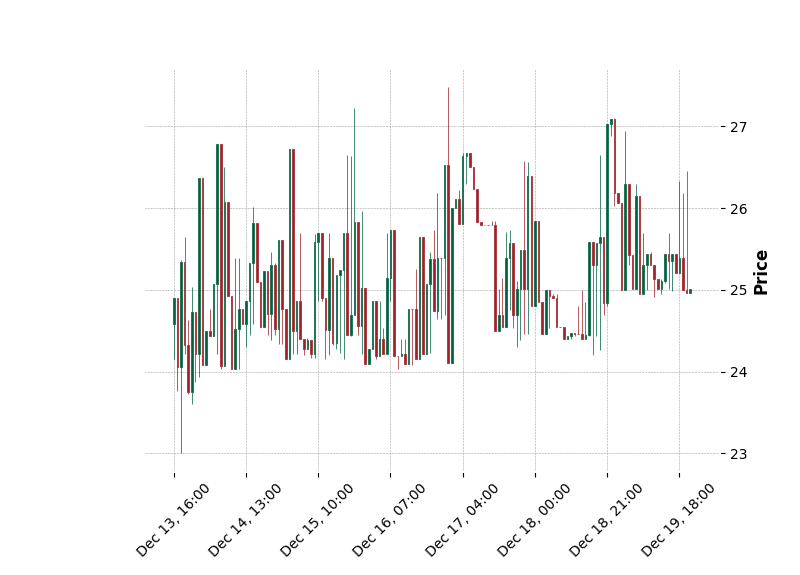 27
26
25
24
23
Price
Dec 13, 16:00
Dec 14, 13:00
Dec 15, 10:00
Dec 16, 07:00
Dec 17, 04:00
Dec 18, 00:00
Dec 18, 21:00
Dec 19, 18:00